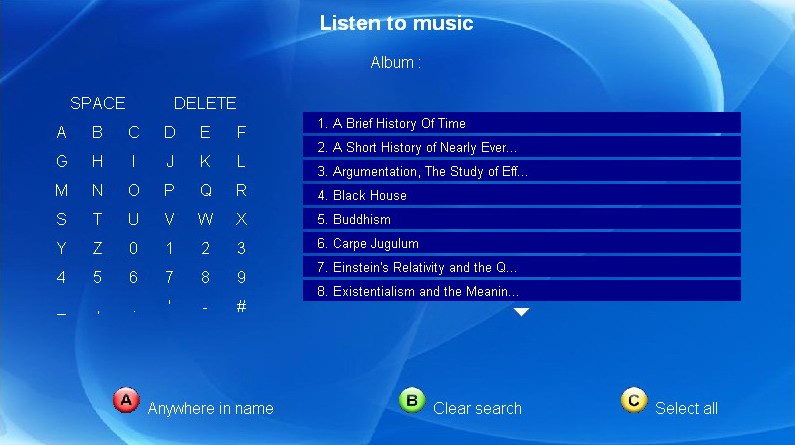 Listen to music
Album :
SPACE DELETE
A B C D E F
G H I J K L
M N O P Q R
S T U V W X
Y Z 0 1 2 3
4 5 6 7 8 9
_ , . ' - #
1. A Brief History Of Time
2. A Short History of Nearly Ever...
3. Argumentation, The Study of Eff...
4. Black House
5. Buddhism
6. Carpe Jugulum
7. Einstein's Relativity and the Q...
8. Existentialism and the Meanin...
A Anywhere in name
B Clear search
C Select all